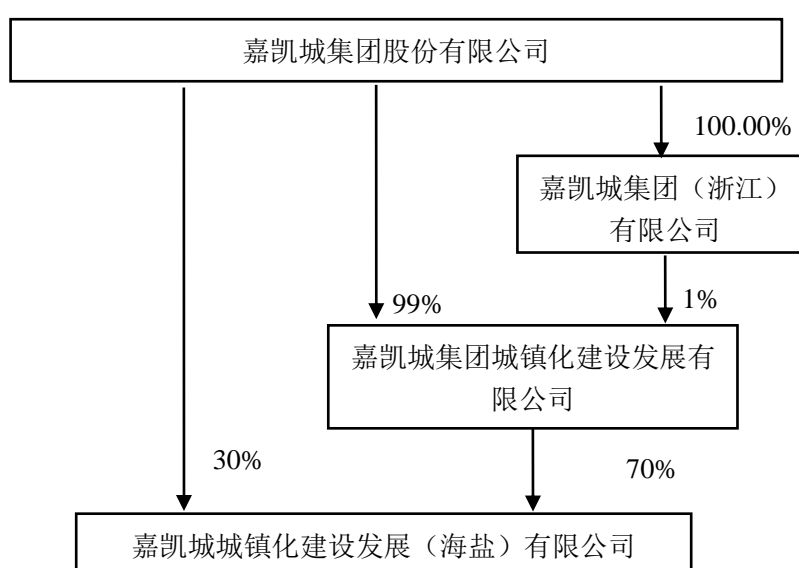 嘉凯城集团股份有限公司
100.00%
嘉凯城集团（浙江）
有限公司
99%
1%
嘉凯城集团城镇化建设发展有
限公司
30%
70%
嘉凯城城镇化建设发展（海盐）有限公司